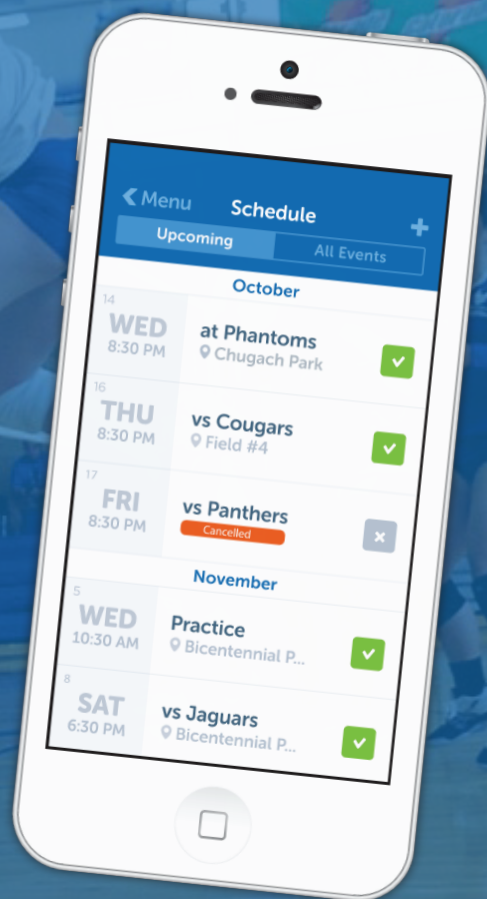 Menu
Schedule
Upcoming
All Events
October
14
WED
8:30 PM
at Phantoms
Chugach Park
16
THU
8:30 PM
vs Cougars
Field #4
17
FRI
8:30 PM
vs Panthers
Cancelled
November
5
WED
10:30 AM
Practice
Bicentennial P...
8
SAT
6:30 PM
vs Jaguars
Bicentennial P...